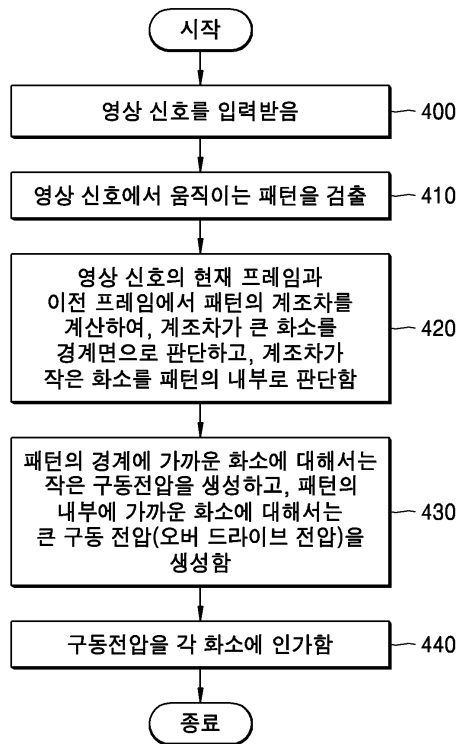 시작
영상 신호를 입력받음
400
영상 신호에서 움직이는 패턴을 검출
410
영상 신호의 현재 프레임과
이전 프레임에서 패턴의 계조차를
계산하여, 계조차가 큰 화소를
경계면으로 판단하고, 계조차가
작은 화소를 패턴의 내부로 판단함
420
패턴의 경계에 가까운 화소에 대해서는
작은 구동전압을 생성하고, 패턴의
내부에 가까운 화소에 대해서는
큰 구동 전압(오버 드라이브 전압)을
생성함
430
구동전압을 각 화소에 인가함
440
종료